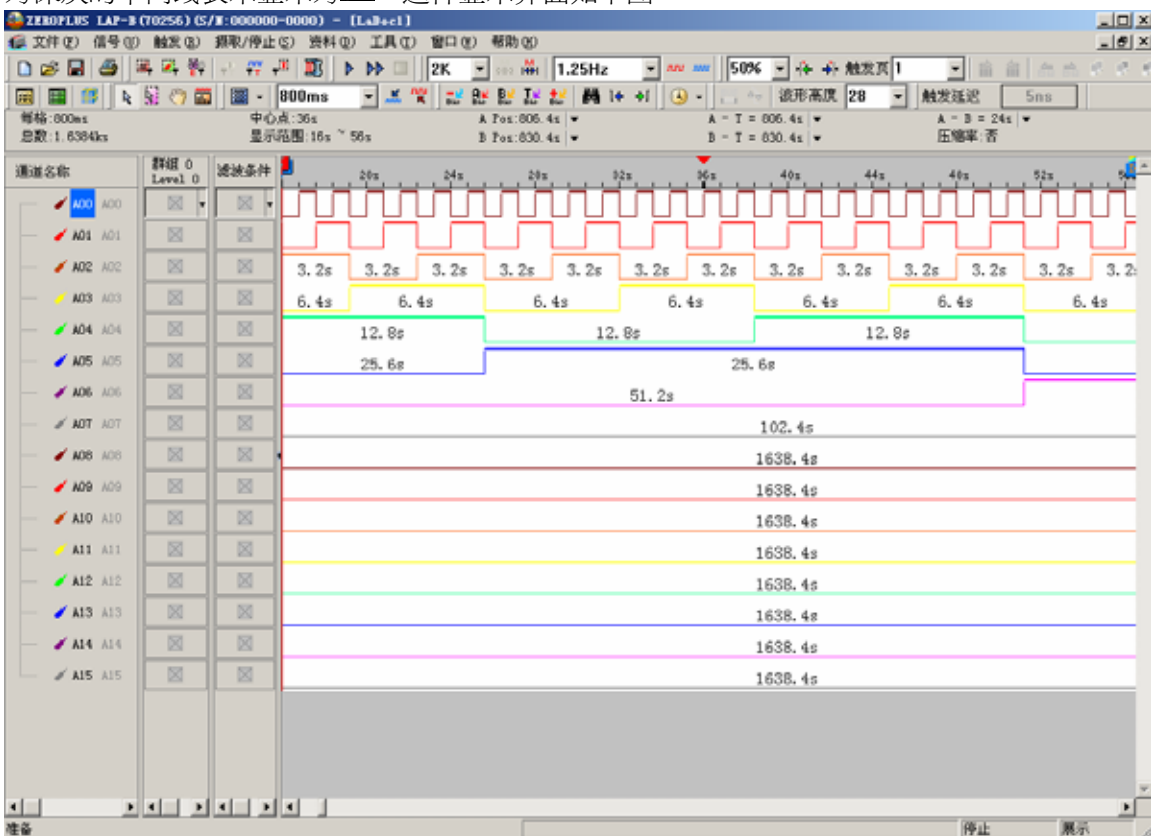 ZEROPLUS LAP-B(70256)(S/N:000000-0000) - [LaDoc1]
文件(F) 信号(U) 触发(R) 摄取/停止(S) 资料(D) 工具(T) 窗口(W) 帮助(H)
2K 1.25Hz 50% 触发页 1
800ms 波形高度 28 触发延迟 5ns
每格:800ms 中心点:36s A Pos:806.4s A - T = 806.4s A - B = 24s
总数:1.6384ks 显示范围:16s ~ 56s B Pos:830.4s B - T = 830.4s 压缩率:否
通道名称 群组 0 Level 0 滤波条件 20s 24s 28s 32s 36s 40s 44s 48s 52s
A00 A00
A01 A01
A02 A02 3.2s 3.2s 3.2s 3.2s 3.2s 3.2s 3.2s 3.2s 3.2s 3.2s 3.2s 3.2s
A03 A03 6.4s 6.4s 6.4s 6.4s 6.4s 6.4s 6.4s
A04 A04 12.8s 12.8s 12.8s
A05 A05 25.6s 25.6s
A06 A06 51.2s
A07 A07 102.4s
A08 A08 1638.4s
A09 A09 1638.4s
A10 A10 1638.4s
A11 A11 1638.4s
A12 A12 1638.4s
A13 A13 1638.4s
A14 A14 1638.4s
A15 A15 1638.4s
准备 停止 展示